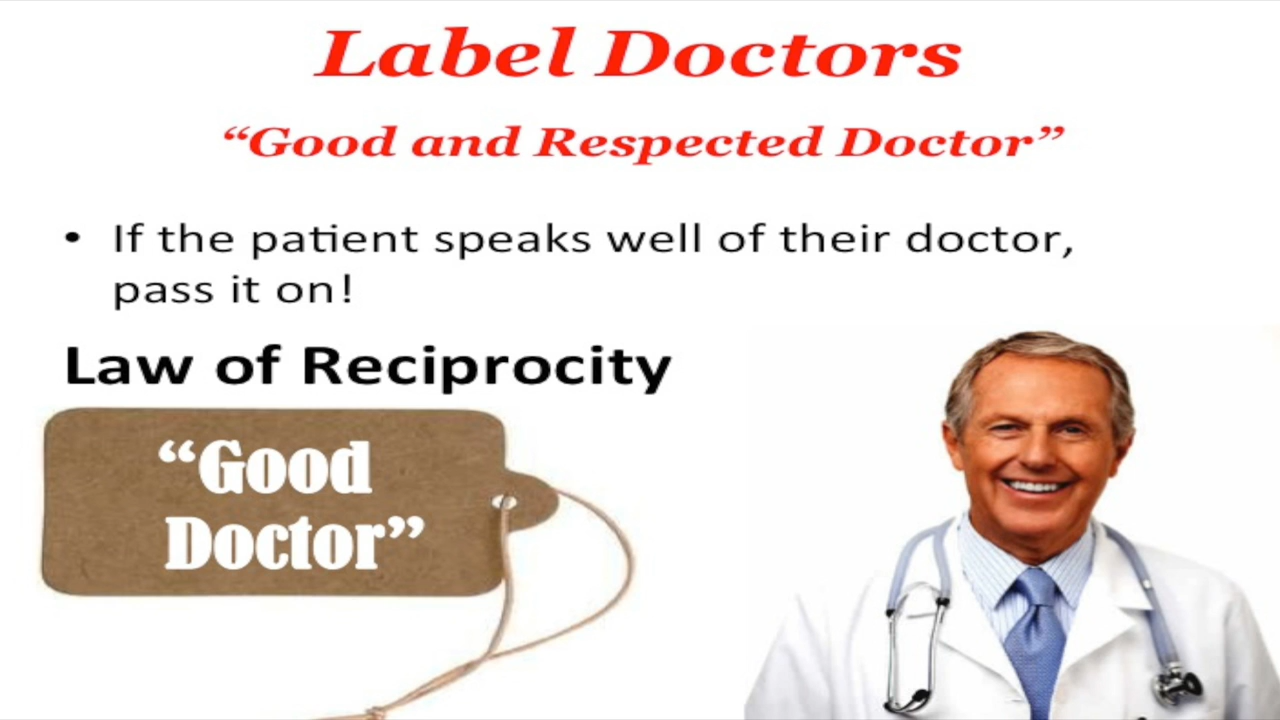 Label Doctors
“Good and Respected Doctor”
• If the patient speaks well of their doctor,
pass it on!
Law of Reciprocity
“Good
Doctor”